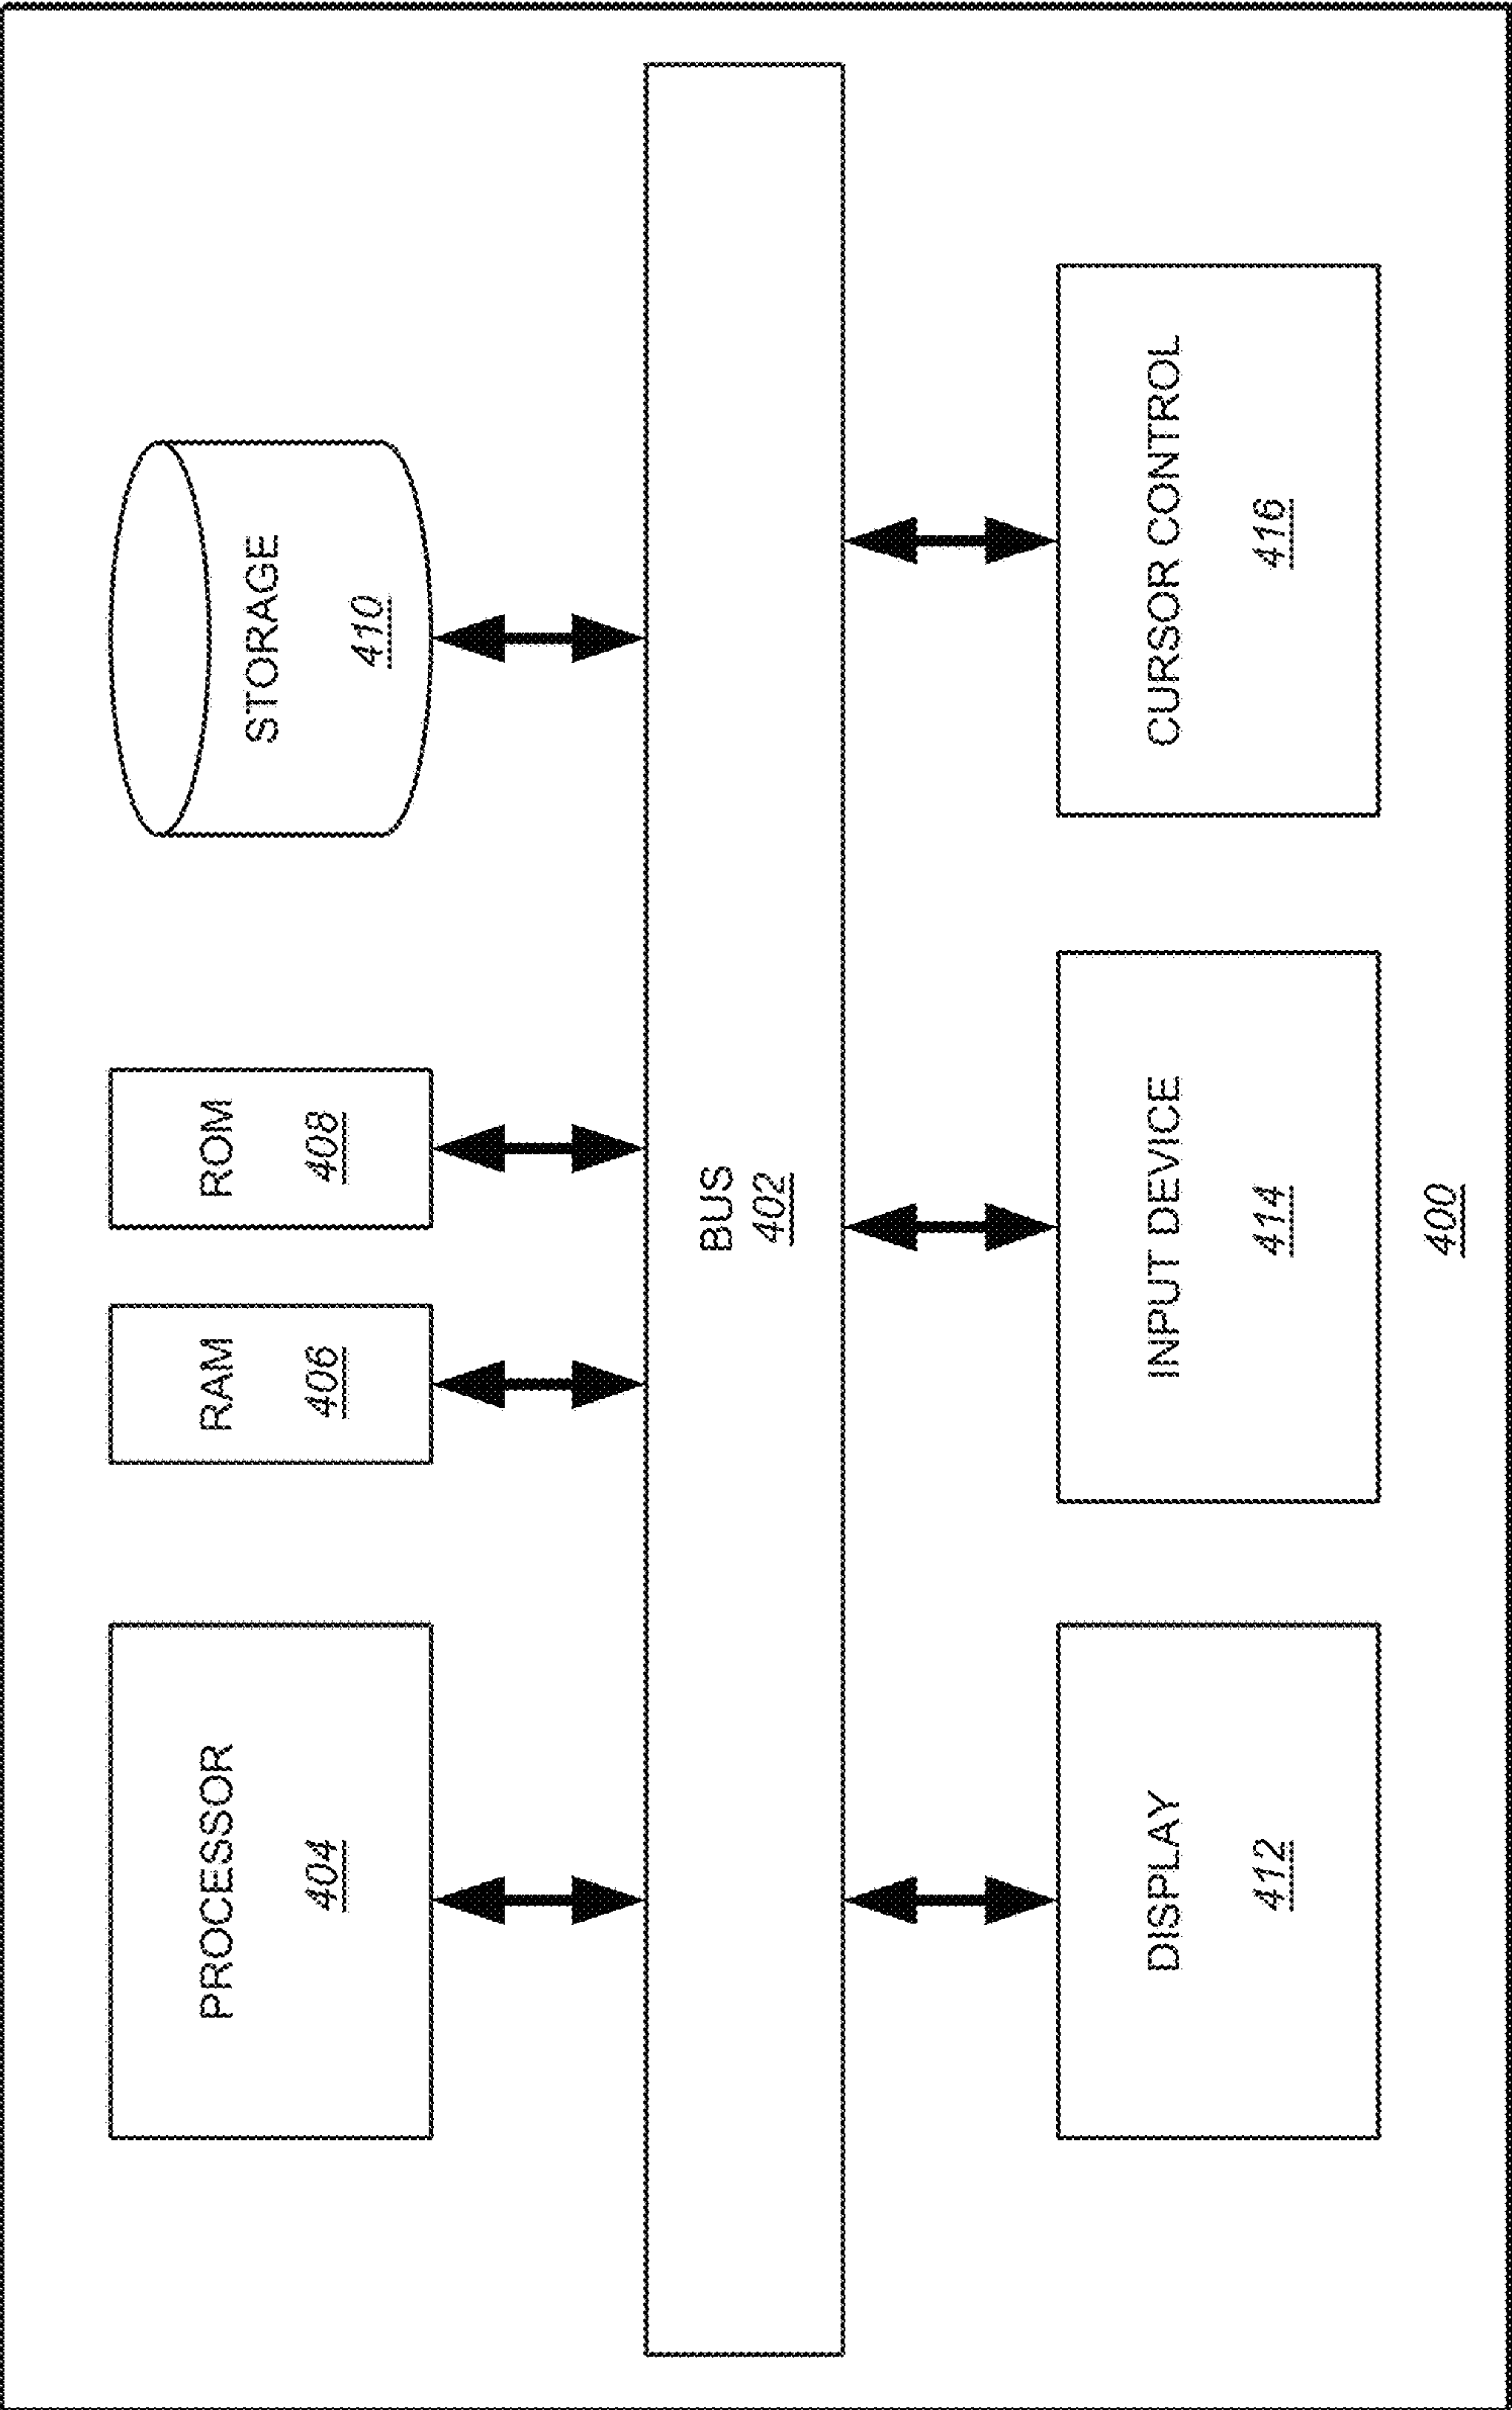 PROCESSOR
404
RAM
406
ROM
408
STORAGE
410
BUS
402
DISPLAY
412
INPUT DEVICE
414
CURSOR CONTROL
416
400